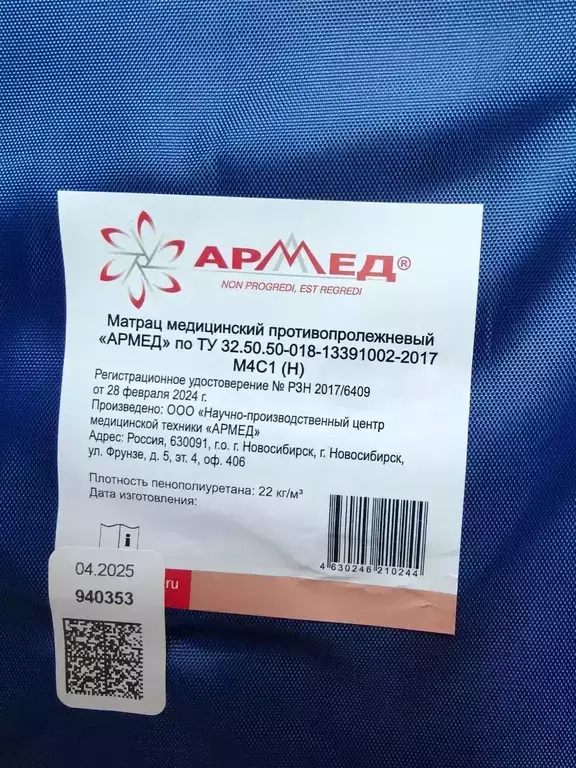 АРМЕД®
NON PROGREDI, EST REGREDI
Матрац медицинский противопролежневый
«АРМЕД» по ТУ 32.50.50-018-13391002-2017
М4С1 (Н)
Регистрационное удостоверение № РЗН 2017/6409
от 28 февраля 2024 г.
Произведено: ООО «Научно-производственный центр
медицинской техники «АРМЕД»
Адрес: Россия, 630091, г.о. г. Новосибирск, г. Новосибирск,
ул. Фрунзе, д. 5, эт. 4, оф. 406
Плотность пенополиуретана: 22 кг/м³
Дата изготовления:
4 630246 210244
.ru
04.2025
940353